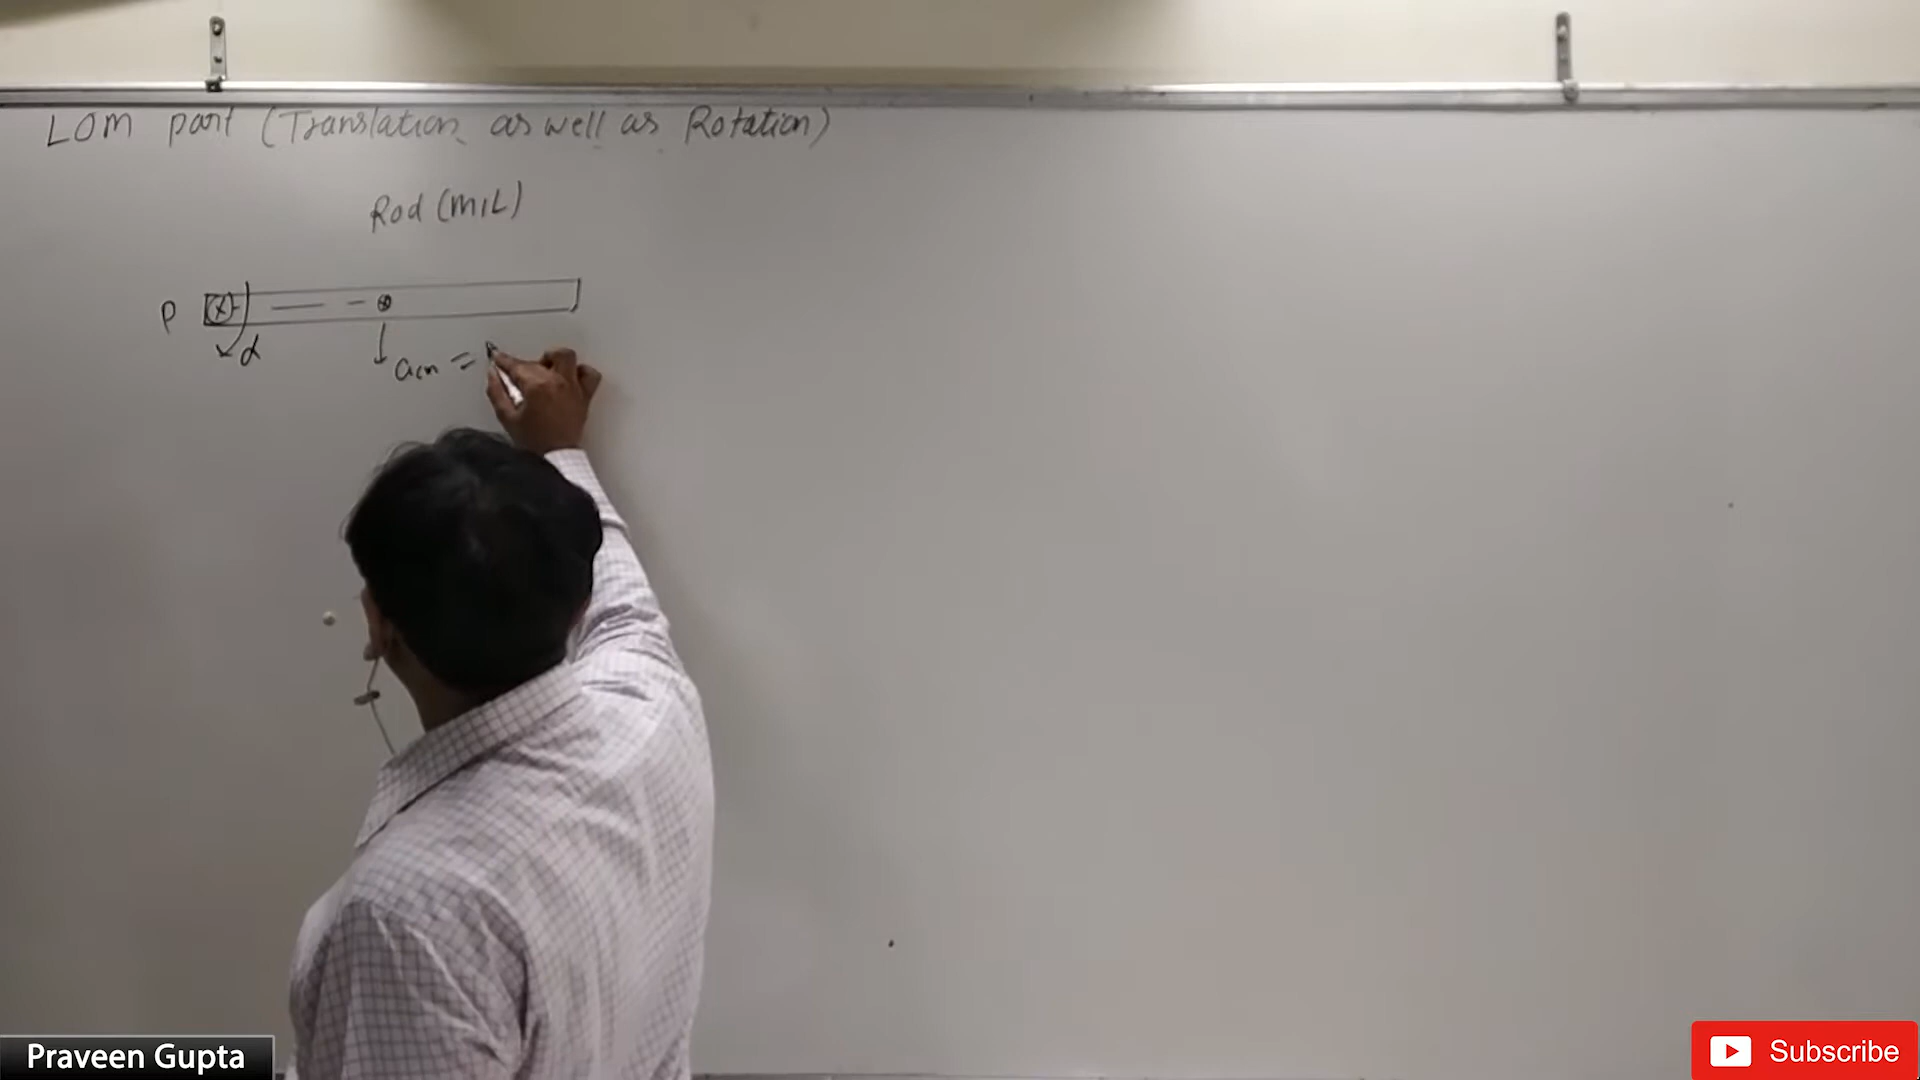 LOM part (Translation as well as Rotation)
Rod (M,L)
P
α
acm =
Praveen Gupta
Subscribe